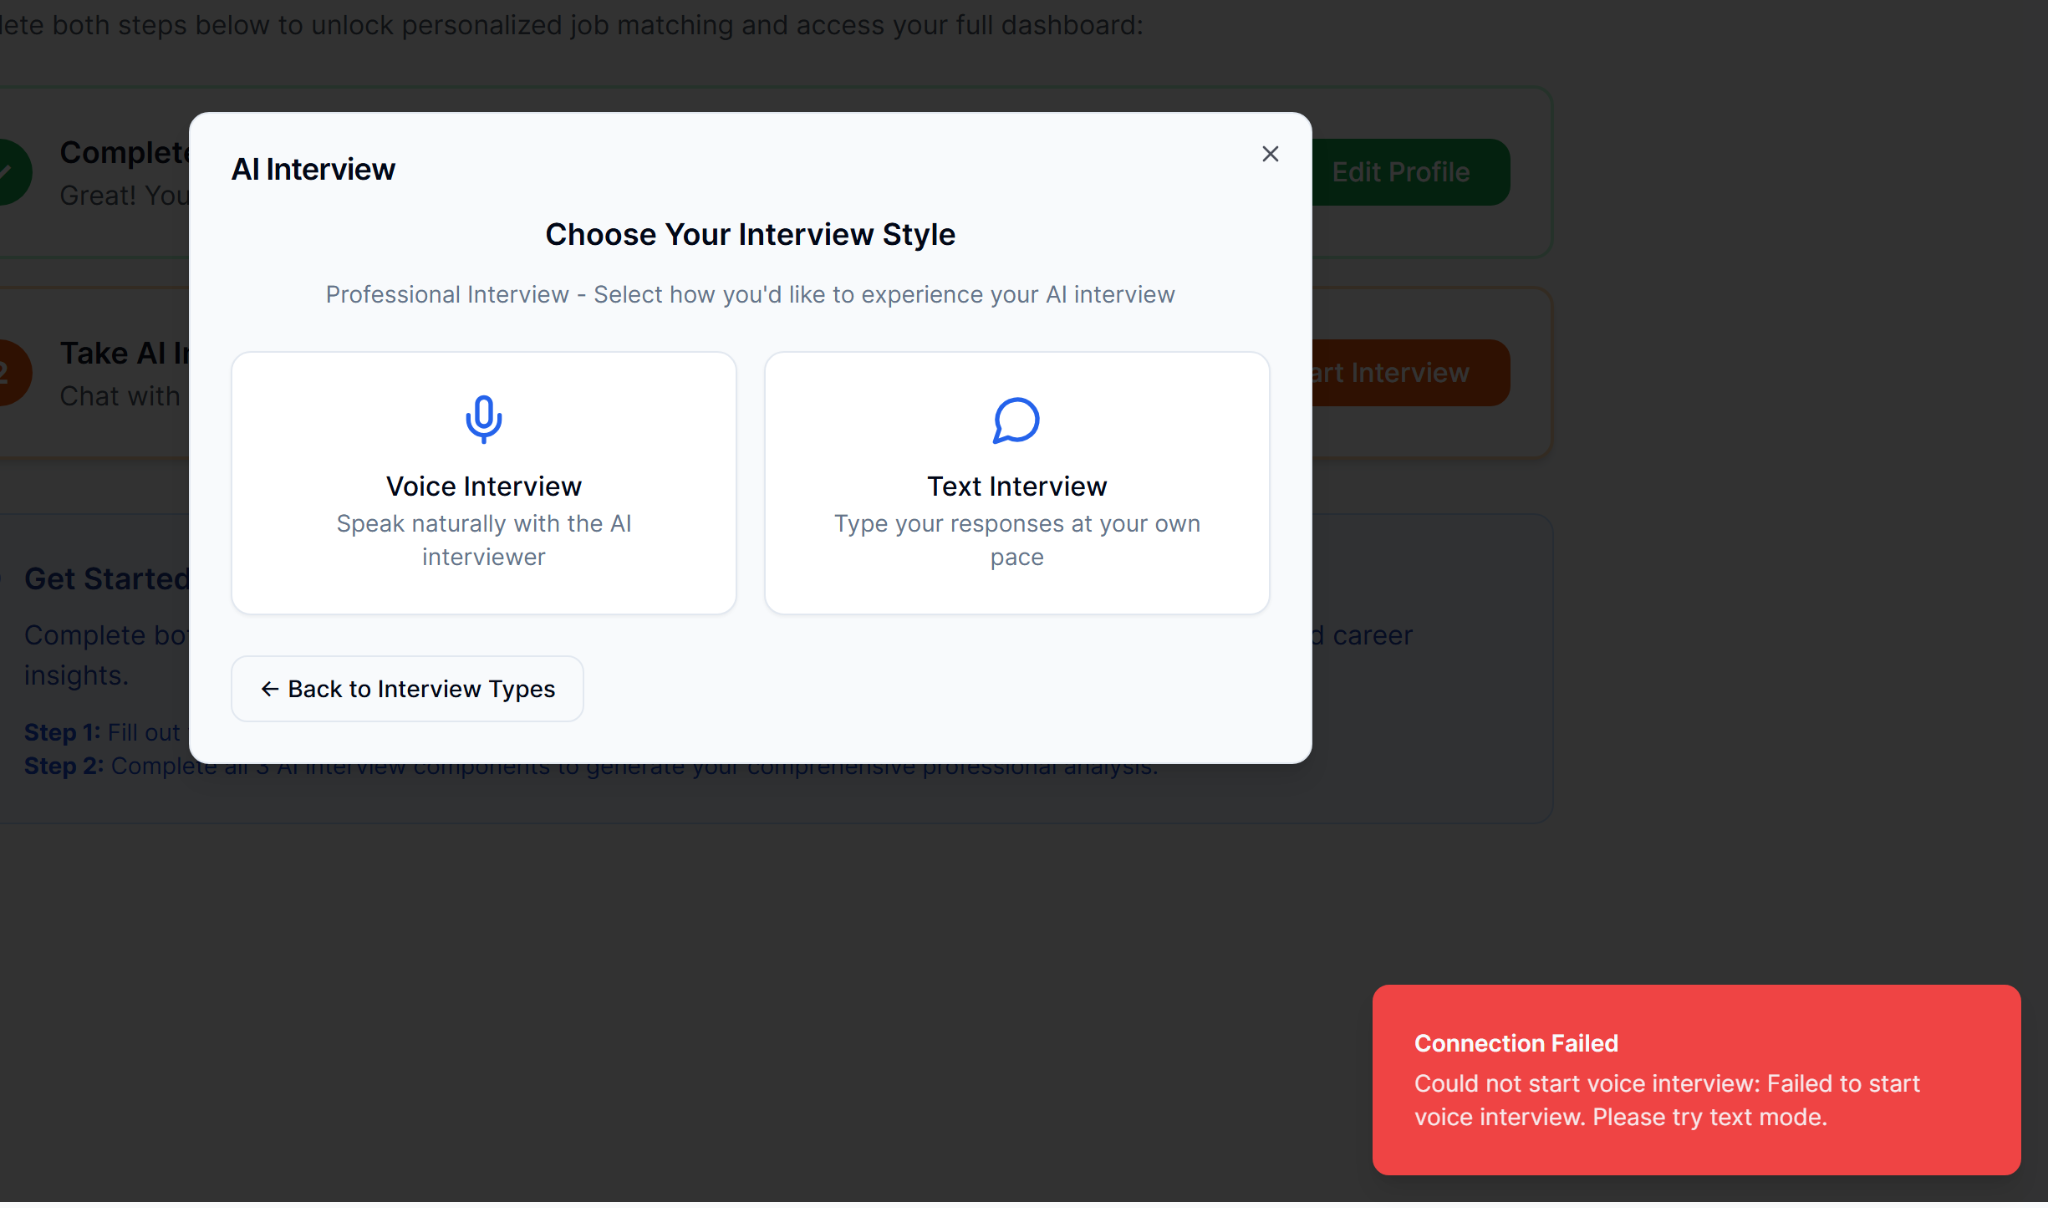 both steps below to unlock personalized job matching and access your full dashboard:
Complete
Great! You
Edit Profile
AI Interview
Choose Your Interview Style
Professional Interview - Select how you'd like to experience your AI interview
2
Take AI
Chat with
Interview
Voice Interview
Speak naturally with the AI
interviewer
Text Interview
Type your responses at your own
pace
Get Started
Complete
career
insights.
← Back to Interview Types
Step 1: Fill out
Step 2: Complete all 3 AI interview components to generate your comprehensive professional analysis.
Connection Failed
Could not start voice interview: Failed to start
voice interview. Please try text mode.